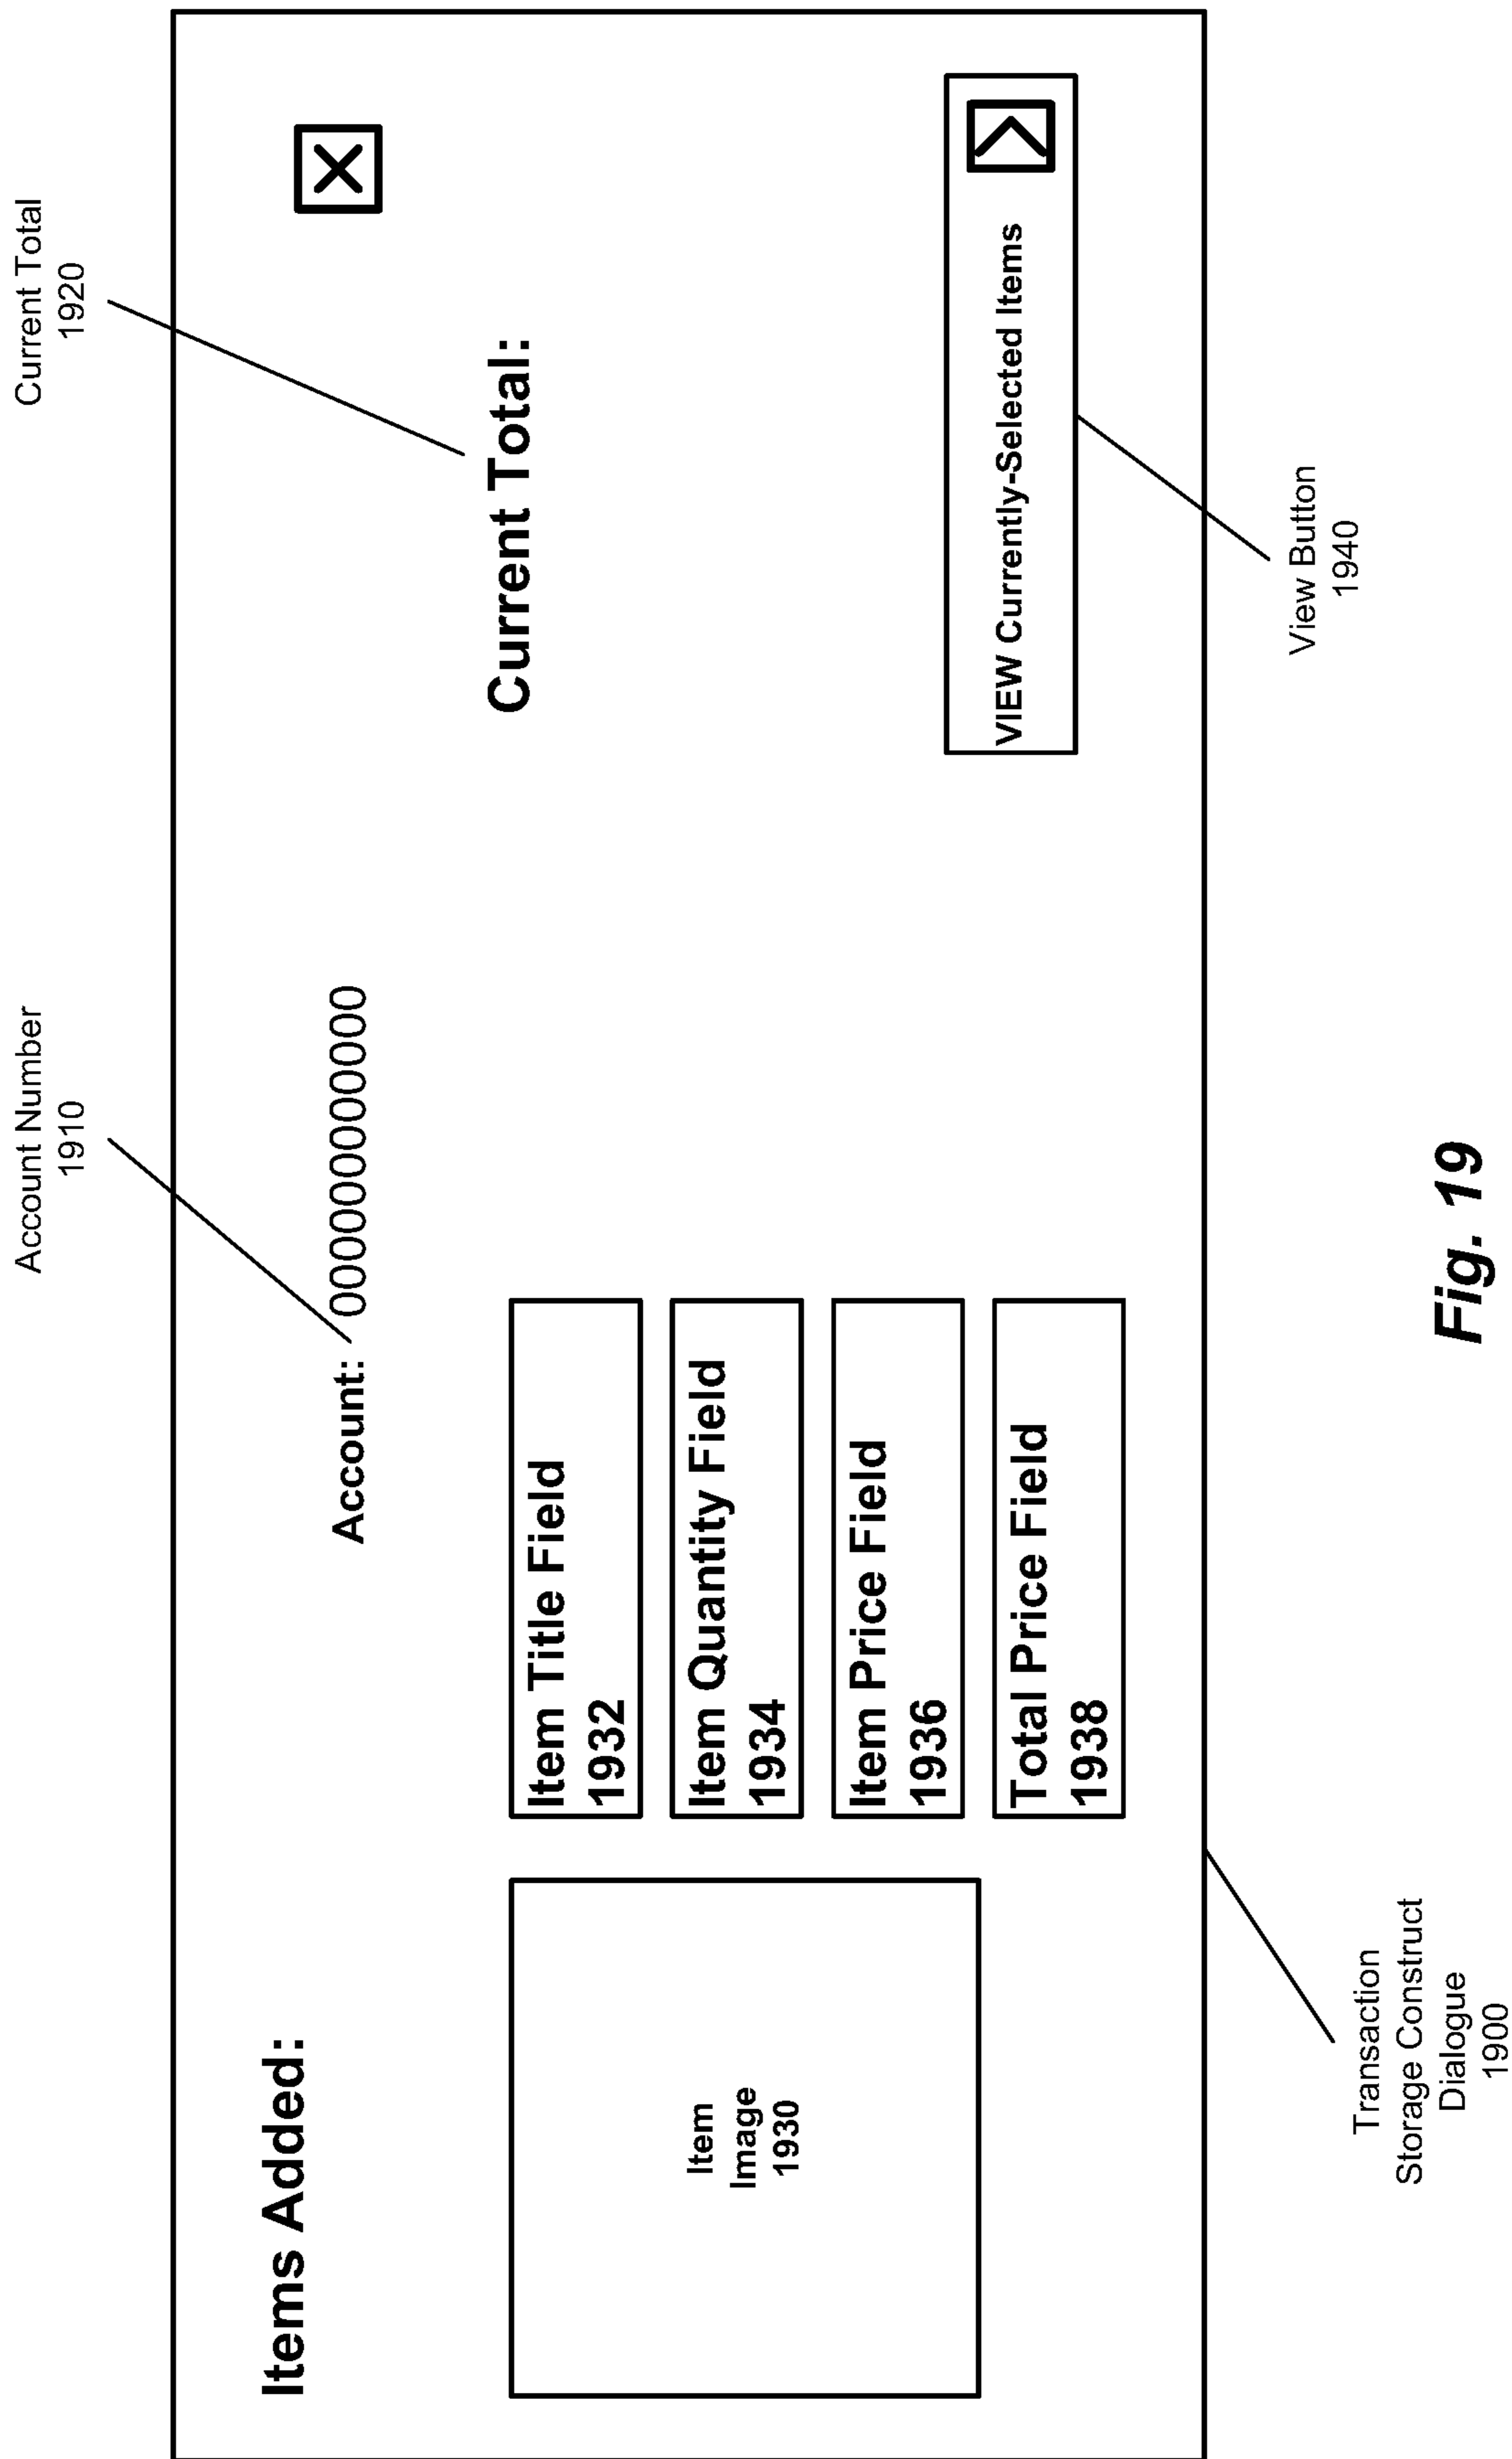 Account Number
1910
Current Total
1920
Items Added:
Account: 000000000000
X
Current Total:
Item
Image
1930
Item Title Field
1932
Item Quantity Field
1934
Item Price Field
1936
Total Price Field
1938
VIEW Currently-Selected Items
Transaction
Storage Construct
Dialogue
1900
View Button
1940
Fig. 19